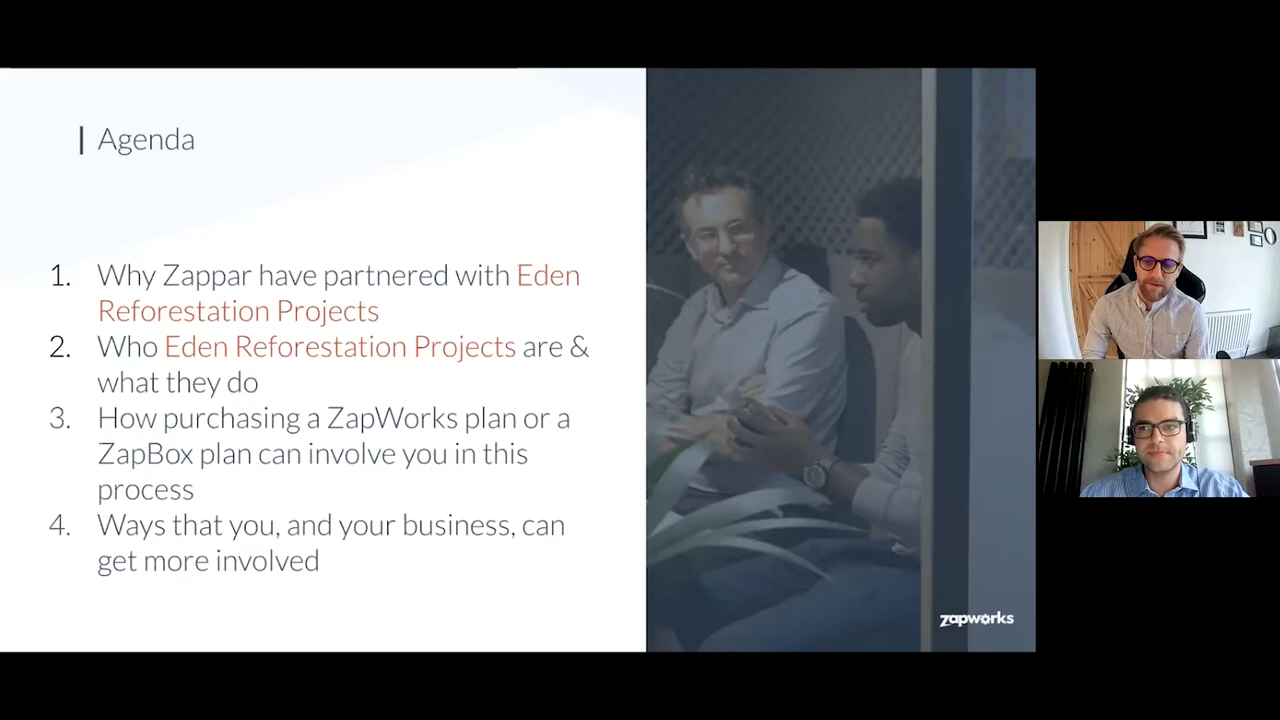 Agenda
1. Why Zappar have partnered with Eden
Reforestation Projects
2. Who Eden Reforestation Projects are &
what they do
3. How purchasing a ZapWorks plan or a
ZapBox plan can involve you in this
process
4. Ways that you, and your business, can
get more involved
zapworks